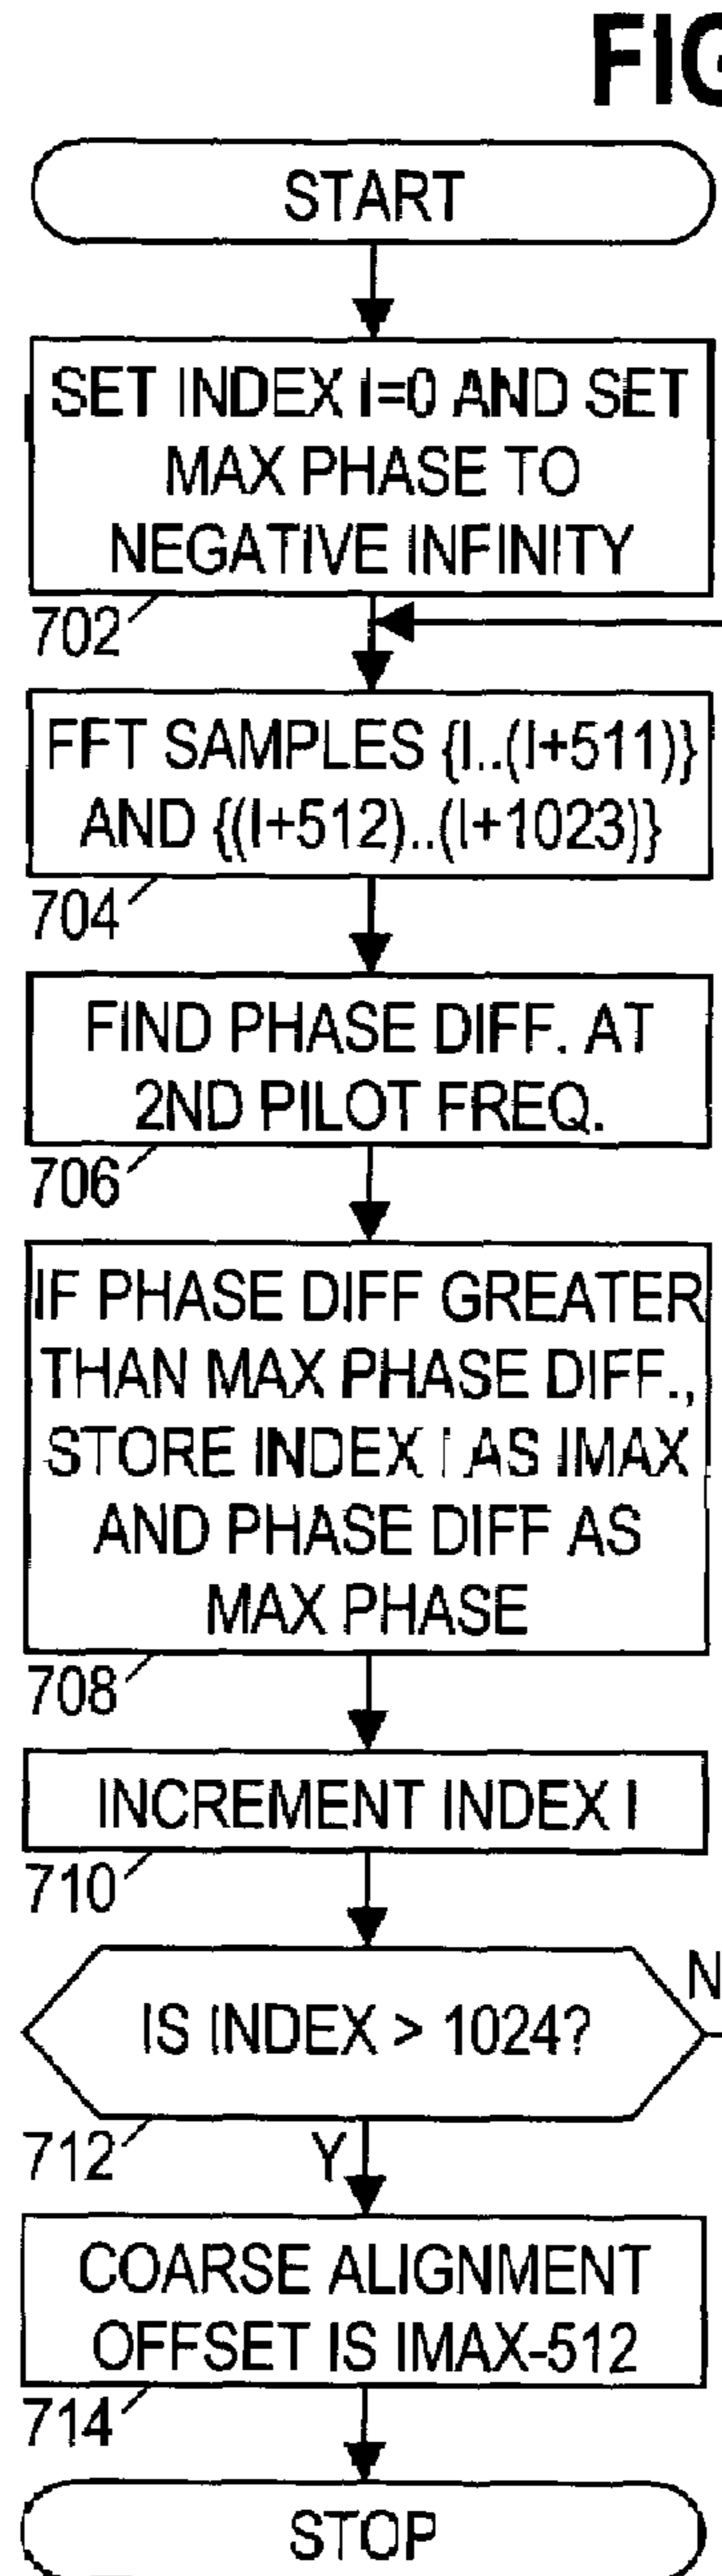 FIG
START
SET INDEX I=0 AND SET
MAX PHASE TO
NEGATIVE INFINITY
702
FFT SAMPLES {I..(I+511)}
AND {(I+512)..(I+1023)}
704
FIND PHASE DIFF. AT
2ND PILOT FREQ.
706
IF PHASE DIFF GREATER
THAN MAX PHASE DIFF.,
STORE INDEX I AS IMAX
AND PHASE DIFF AS
MAX PHASE
708
INCREMENT INDEX I
710
IS INDEX > 1024?
N
712
Y
COARSE ALIGNMENT
OFFSET IS IMAX-512
714
STOP